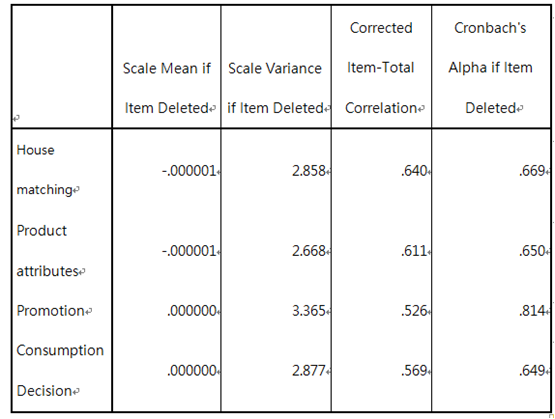 Corrected
Cronbach's
Scale Mean if
Scale Variance
Item-Total
Alpha if Item
Item Deleted
if Item Deleted
Correlation
Deleted
House
matching
-.000001
2.858
.640
.669
Product
attributes
-.000001
2.668
.611
.650
Promotion
.000000
3.365
.526
.814
Consumption
Decision
.000000
2.877
.569
.649